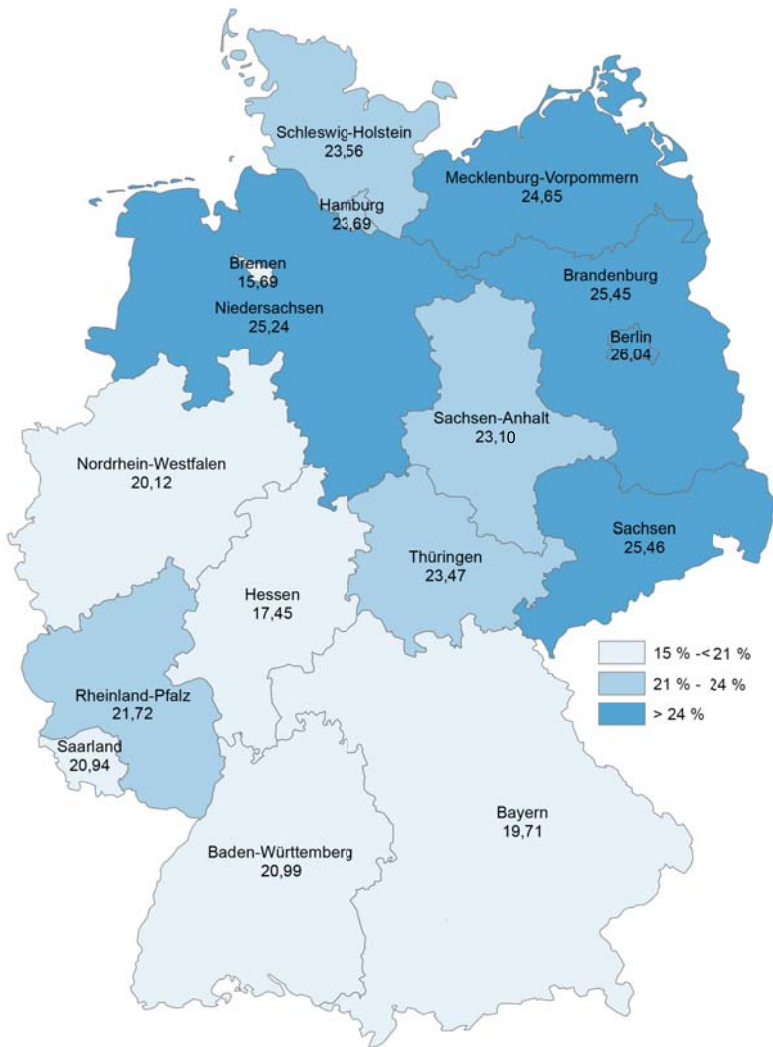 Schleswig-Holstein
23,56
Mecklenburg-Vorpommern
24,65
Hamburg
23,69
Bremen
15,69
Brandenburg
25,45
Niedersachsen
25,24
Berlin
26,04
Sachsen-Anhalt
23,10
Nordrhein-Westfalen
20,12
Sachsen
25,46
Thüringen
23,47
Hessen
17,45
15 % -<21 %
21 % - 24 %
> 24 %
Rheinland-Pfalz
21,72
Saarland
20,94
Bayern
19,71
Baden-Württemberg
20,99